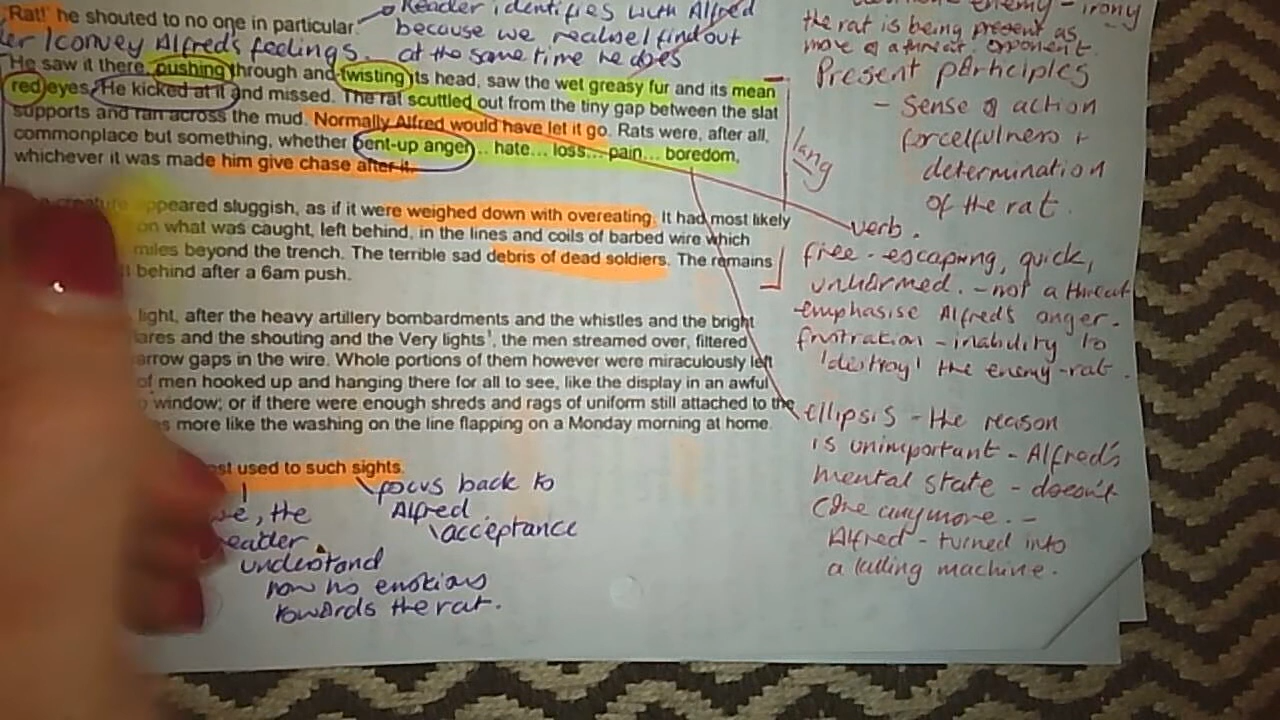 'Rat!' he shouted to no one in particular.
Reader identifies with Alfred
because we realise/find out
at the same time he does
/convey Alfred's feelings.
He saw it there, pushing through and twisting its head, saw the wet greasy fur and its mean
red eyes. He kicked at it and missed. The rat scuttled out from the tiny gap between the slat
supports and ran across the mud. Normally Alfred would have let it go. Rats were, after all,
commonplace but something, whether pent-up anger... hate... loss... pain... boredom,
whichever it was made him give chase after it.
creature appeared sluggish, as if it were weighed down with overeating. It had most likely
on what was caught, left behind, in the lines and coils of barbed wire which
miles beyond the trench. The terrible sad debris of dead soldiers. The remains
behind after a 6am push.
light, after the heavy artillery bombardments and the whistles and the bright
and the shouting and the Very lights¹, the men streamed over, filtered
gaps in the wire. Whole portions of them however were miraculously left
of men hooked up and hanging there for all to see, like the display in an awful
window; or if there were enough shreds and rags of uniform still attached to the
more like the washing on the line flapping on a Monday morning at home.
used to such sights.
focus back to
Alfred.
acceptance
the
reader
understand
how no emotions
towards the rat.
enemy - irony
the rat is being present as
more of a threat. opponent.
Present participles
- Sense of action
forcefulness +
determination
of the rat.
lang
verb.
free - escaping, quick,
unharmed. - not a threat
emphasise Alfred's anger.
frustration - inability to
'destroy' the enemy - rat.
Ellipsis - the reason
is unimportant - Alfred's
mental state - doesn't
care anymore. -
Alfred - turned into
a killing machine.